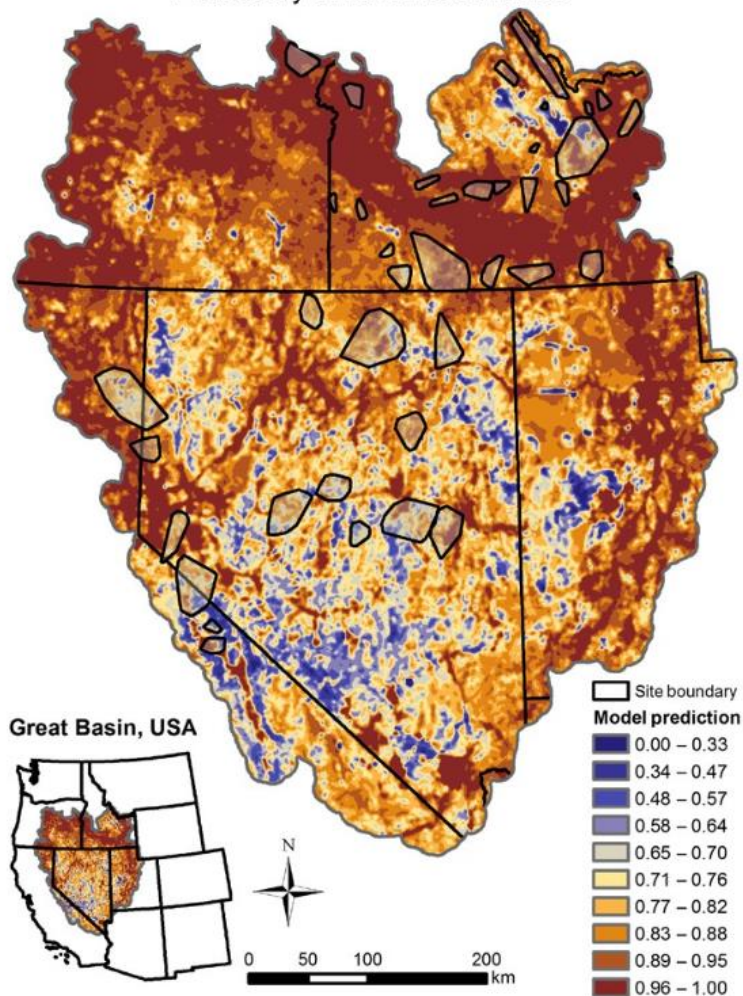 Site boundary
Model prediction
0.00 – 0.33
0.34 – 0.47
0.48 – 0.57
0.58 – 0.64
0.65 – 0.70
0.71 – 0.76
0.77 – 0.82
0.83 – 0.88
0.89 – 0.95
0.96 – 1.00
Great Basin, USA
N
0 50 100 200
km